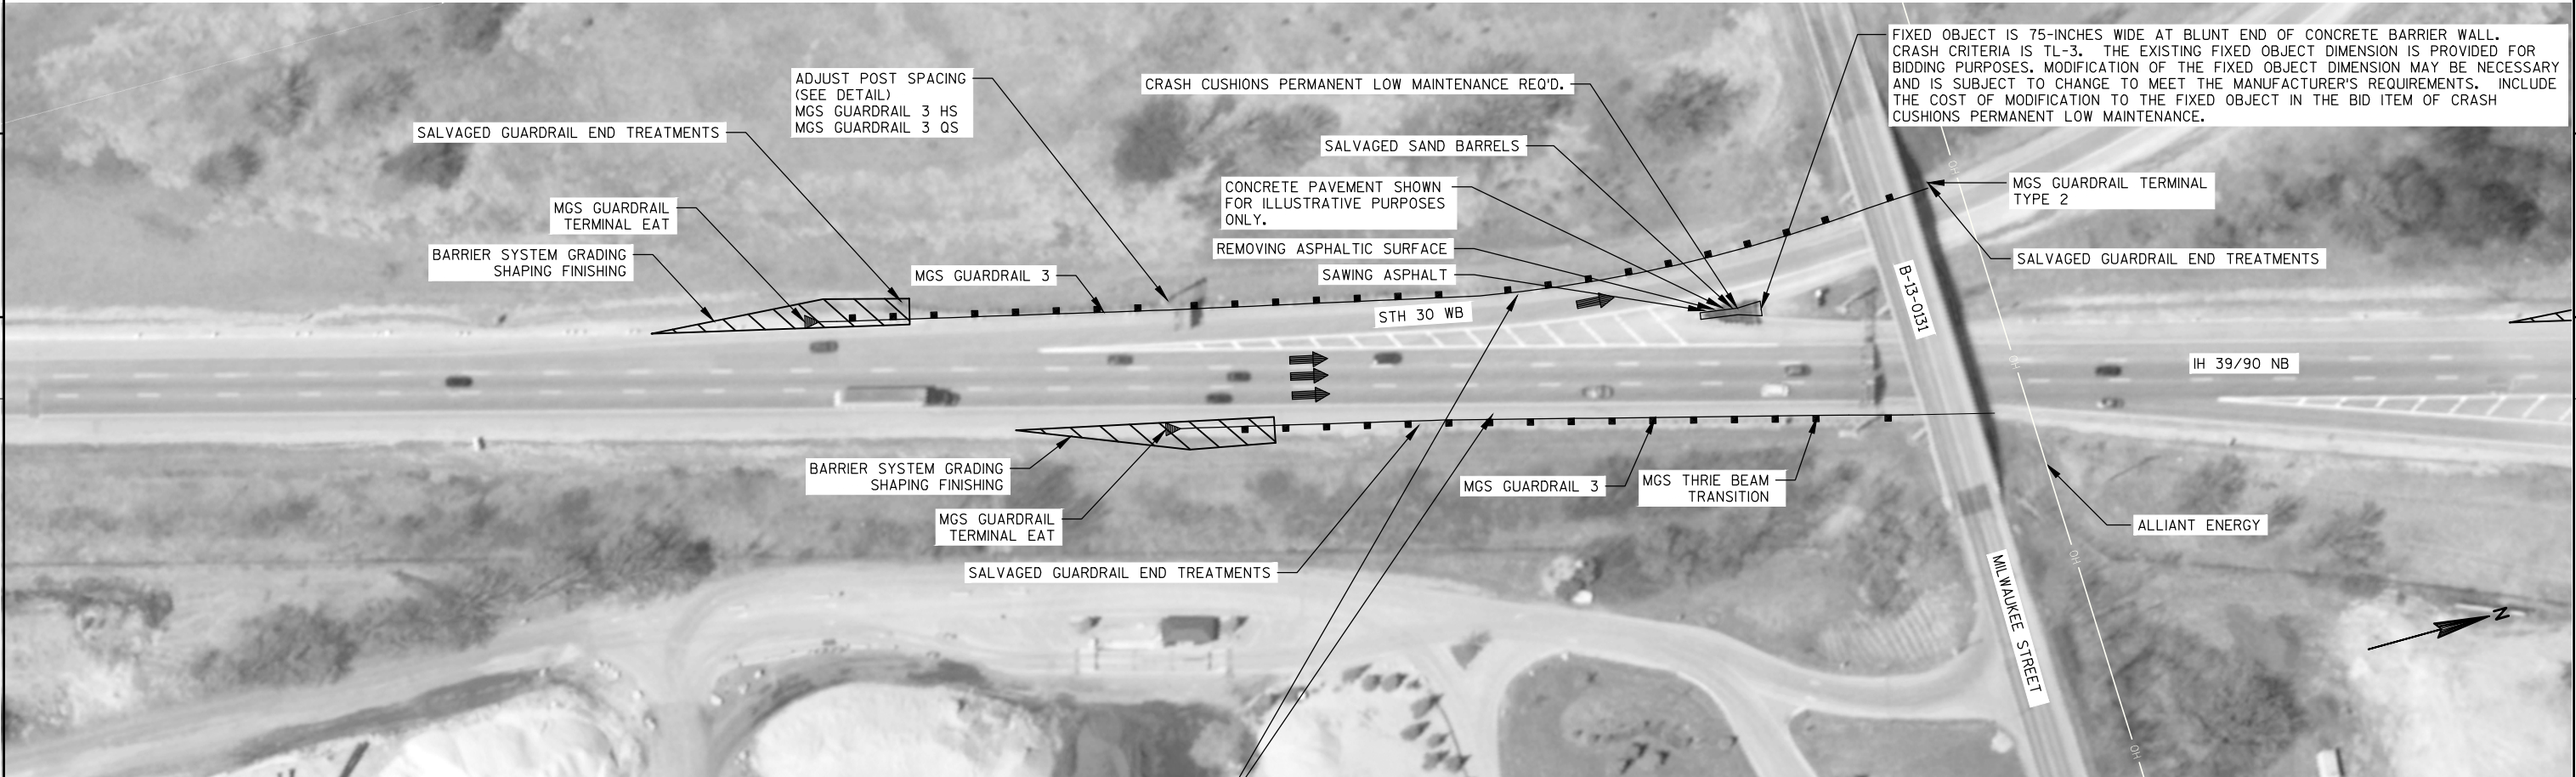 FIXED OBJECT IS 75-INCHES WIDE AT BLUNT END OF CONCRETE BARRIER WALL.
CRASH CRITERIA IS TL-3. THE EXISTING FIXED OBJECT DIMENSION IS PROVIDED FOR
BIDDING PURPOSES. MODIFICATION OF THE FIXED OBJECT DIMENSION MAY BE NECESSARY
AND IS SUBJECT TO CHANGE TO MEET THE MANUFACTURER'S REQUIREMENTS. INCLUDE
THE COST OF MODIFICATION TO THE FIXED OBJECT IN THE BID ITEM OF CRASH
CUSHIONS PERMANENT LOW MAINTENANCE.
ADJUST POST SPACING
(SEE DETAIL)
MGS GUARDRAIL 3 HS
MGS GUARDRAIL 3 QS
CRASH CUSHIONS PERMANENT LOW MAINTENANCE REQ'D.
SALVAGED GUARDRAIL END TREATMENTS
SALVAGED SAND BARRELS
CONCRETE PAVEMENT SHOWN
FOR ILLUSTRATIVE PURPOSES
ONLY.
MGS GUARDRAIL TERMINAL
TYPE 2
MGS GUARDRAIL
TERMINAL EAT
BARRIER SYSTEM GRADING
SHAPING FINISHING
REMOVING ASPHALTIC SURFACE
SALVAGED GUARDRAIL END TREATMENTS
MGS GUARDRAIL 3
SAWING ASPHALT
STH 30 WB
B-13-0131
IH 39/90 NB
BARRIER SYSTEM GRADING
SHAPING FINISHING
MGS GUARDRAIL 3
MGS THRIE BEAM
TRANSITION
MGS GUARDRAIL
TERMINAL EAT
ALLIANT ENERGY
SALVAGED GUARDRAIL END TREATMENTS
MILWAUKEE STREET
OH
OH
OH
OH
N